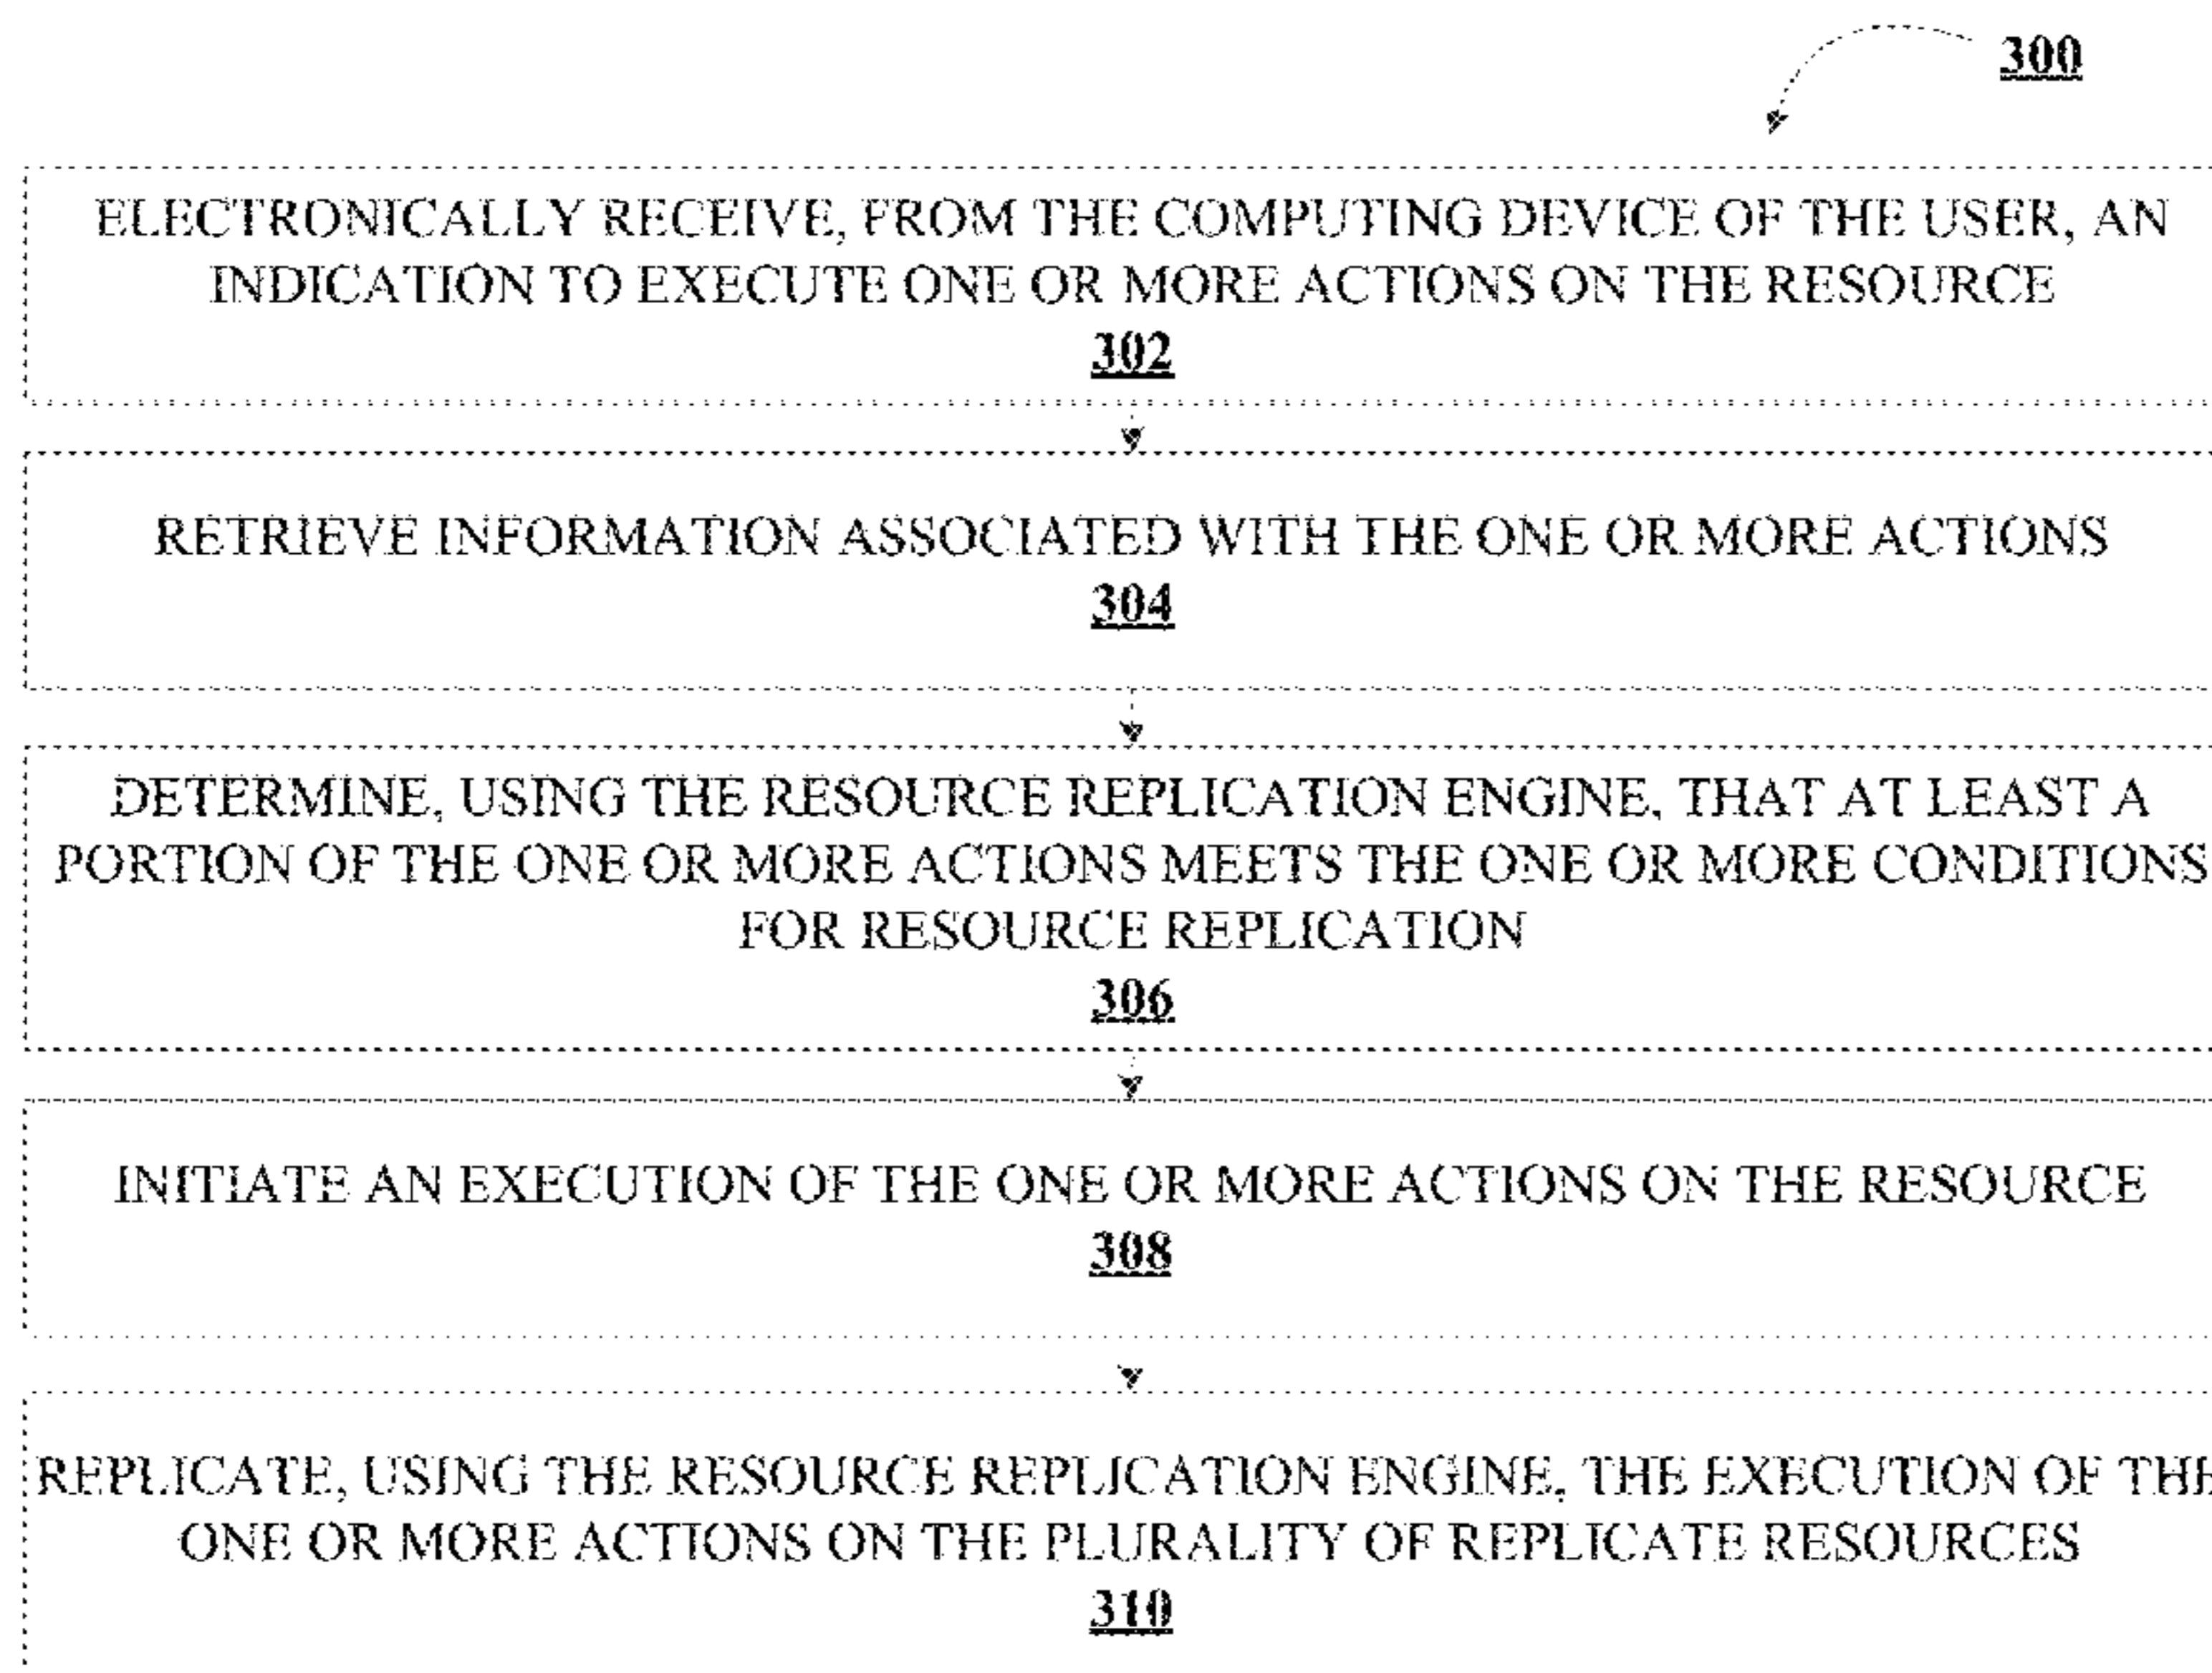 300
ELECTRONICALLY RECEIVE, FROM THE COMPUTING DEVICE OF THE USER, AN
INDICATION TO EXECUTE ONE OR MORE ACTIONS ON THE RESOURCE
302
RETRIEVE INFORMATION ASSOCIATED WITH THE ONE OR MORE ACTIONS
304
DETERMINE, USING THE RESOURCE REPLICATION ENGINE, THAT AT LEAST A
PORTION OF THE ONE OR MORE ACTIONS MEETS THE ONE OR MORE CONDITIONS
FOR RESOURCE REPLICATION
306
INITIATE AN EXECUTION OF THE ONE OR MORE ACTIONS ON THE RESOURCE
308
REPLICATE, USING THE RESOURCE REPLICATION ENGINE, THE EXECUTION OF THE
ONE OR MORE ACTIONS ON THE PLURALITY OF REPLICATE RESOURCES
310